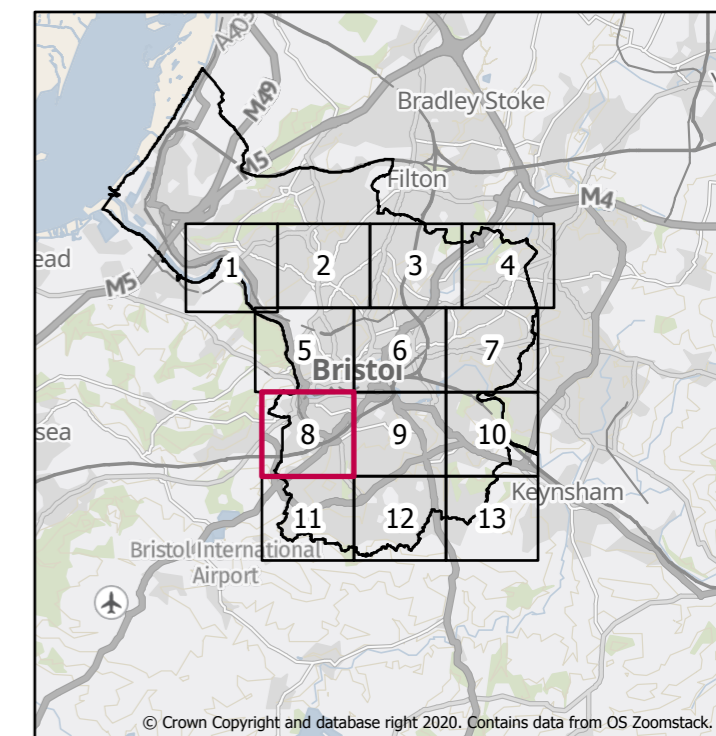 A403
M49
Bradley Stoke
M5
Filton
M4
ead
1
2
3
4
M5
5
6
7
Bristol
sea
8
9
10
Keynsham
11
12
13
Bristol International
Airport
© Crown Copyright and database right 2020. Contains data from OS Zoomstack.